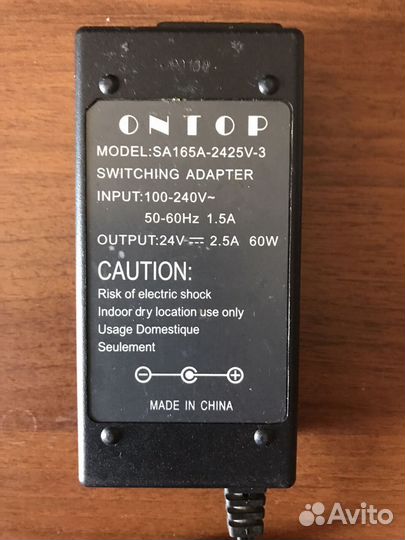 ONTOP
MODEL:SA165A-2425V-3
SWITCHING ADAPTER
INPUT:100-240V~
50-60Hz 1.5A
OUTPUT:24V⎓2.5A 60W
CAUTION:
Risk of electric shock
Indoor dry location use only
Usage Domestique
Seulement
MADE IN CHINA
Avito